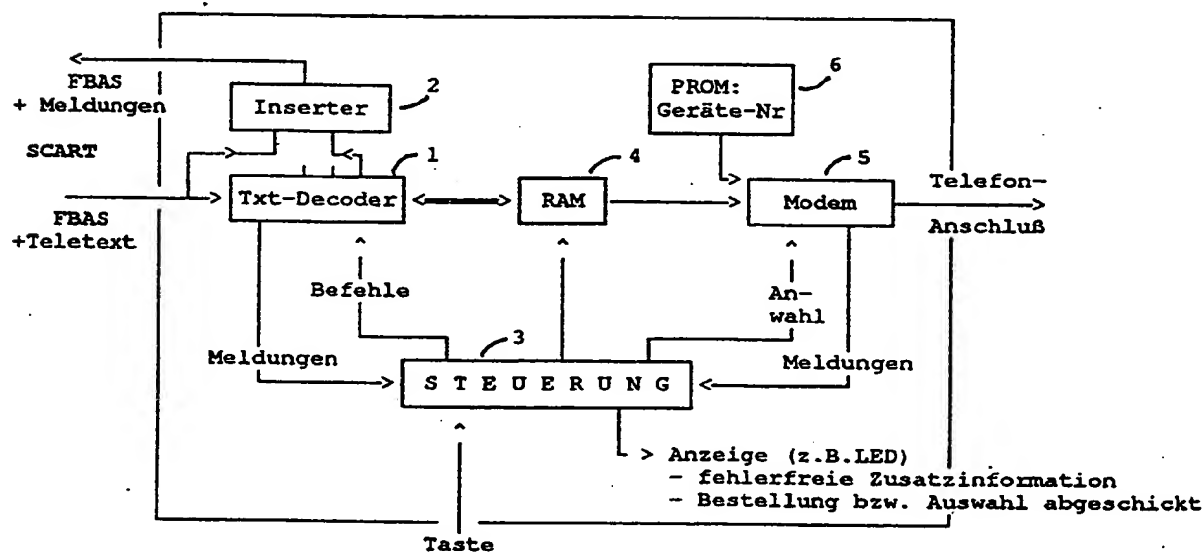 FBAS
+ Meldungen
SCART
FBAS
+Teletext
Inserter
2
Txt-Decoder
1
RAM
4
PROM:
Geräte-Nr
6
Modem
5
Telefon-
Anschluß
Befehle
An-
wahl
Meldungen
Meldungen
3
STEUERUNG
Anzeige (z.B.LED)
- fehlerfreie Zusatzinformation
- Bestellung bzw. Auswahl abgeschickt
Taste